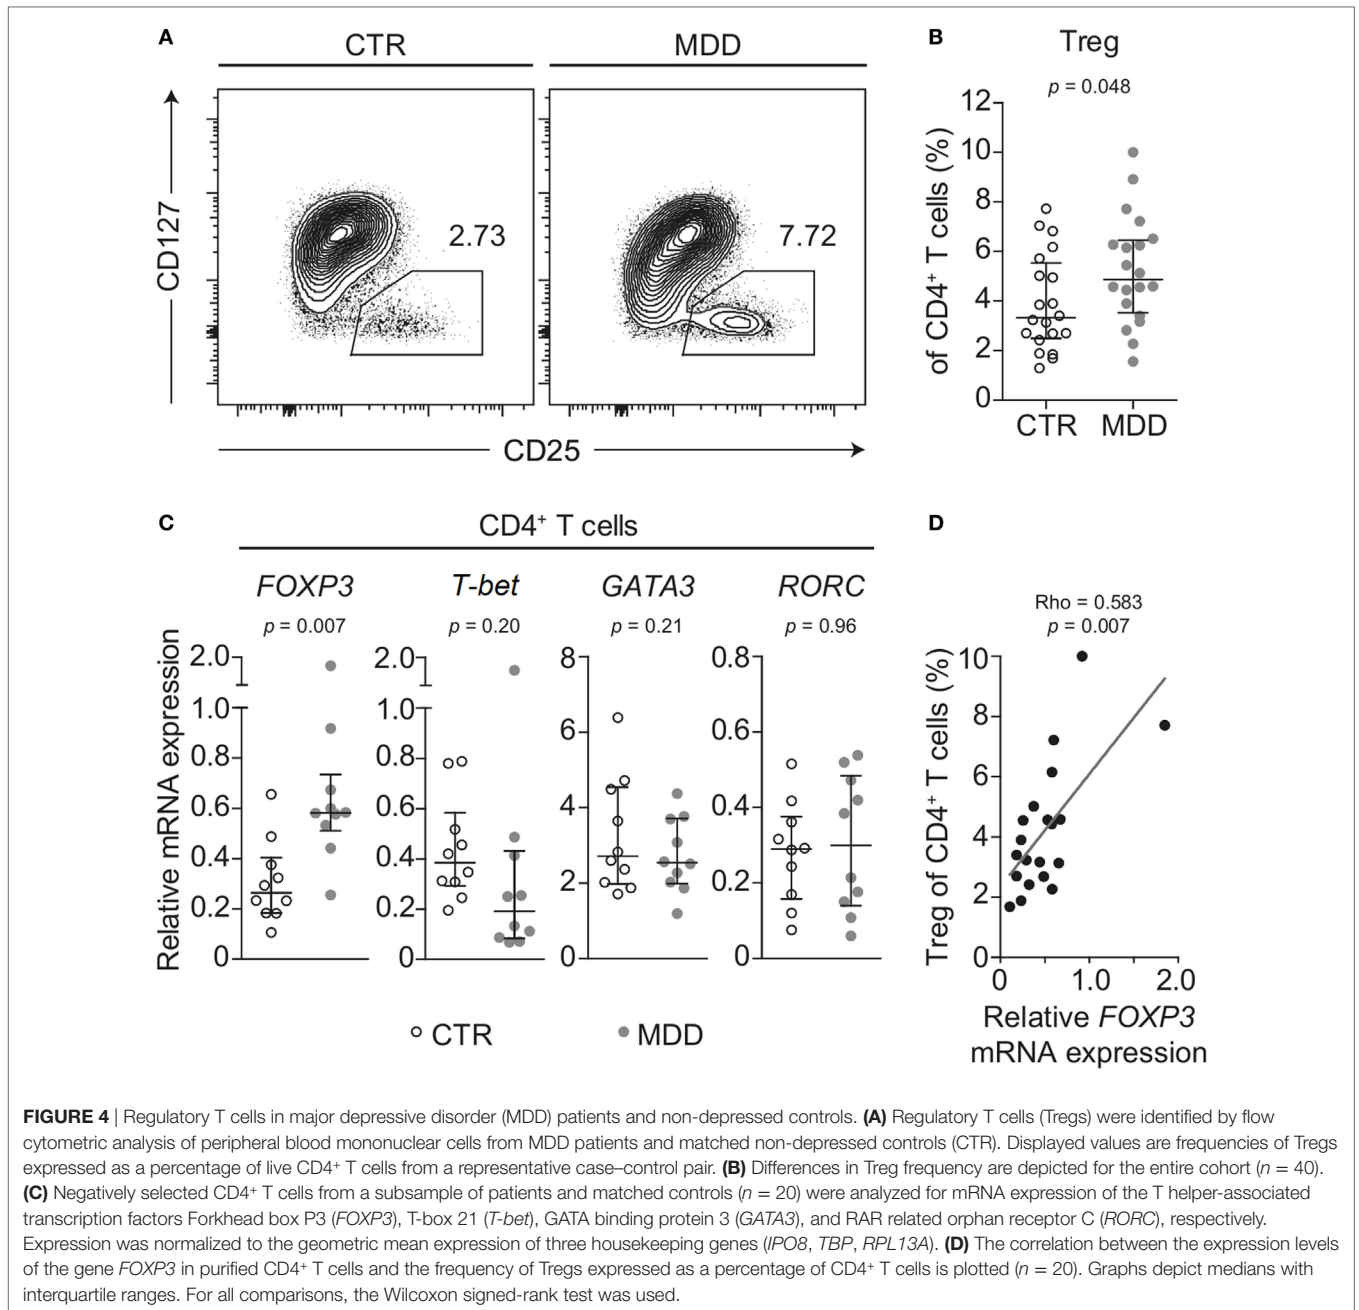 A
CTR
MDD
2.73
7.72
CD127
CD25
B
Treg
p = 0.048
of CD4⁺ T cells (%)
12
10
8
6
4
2
0
CTR
MDD
C
CD4⁺ T cells
FOXP3
T-bet
GATA3
RORC
p = 0.007
p = 0.20
p = 0.21
p = 0.96
Relative mRNA expression
2.0
1.0
0.8
0.6
0.4
0.2
0
2.0
1.0
0.8
0.6
0.4
0.2
0
8
6
4
2
0
0.8
0.6
0.4
0.2
0
CTR
MDD
D
Rho = 0.583
p = 0.007
Treg of CD4⁺ T cells (%)
10
8
6
4
2
0
0
1.0
2.0
Relative FOXP3
mRNA expression
FIGURE 4 | Regulatory T cells in major depressive disorder (MDD) patients and non-depressed controls. (A) Regulatory T cells (Tregs) were identified by flow
cytometric analysis of peripheral blood mononuclear cells from MDD patients and matched non-depressed controls (CTR). Displayed values are frequencies of Tregs
expressed as a percentage of live CD4⁺ T cells from a representative case–control pair. (B) Differences in Treg frequency are depicted for the entire cohort (n = 40).
(C) Negatively selected CD4⁺ T cells from a subsample of patients and matched controls (n = 20) were analyzed for mRNA expression of the T helper-associated
transcription factors Forkhead box P3 (FOXP3), T-box 21 (T-bet), GATA binding protein 3 (GATA3), and RAR related orphan receptor C (RORC), respectively.
Expression was normalized to the geometric mean expression of three housekeeping genes (IPO8, TBP, RPL13A). (D) The correlation between the expression levels
of the gene FOXP3 in purified CD4⁺ T cells and the frequency of Tregs expressed as a percentage of CD4⁺ T cells is plotted (n = 20). Graphs depict medians with
interquartile ranges. For all comparisons, the Wilcoxon signed-rank test was used.